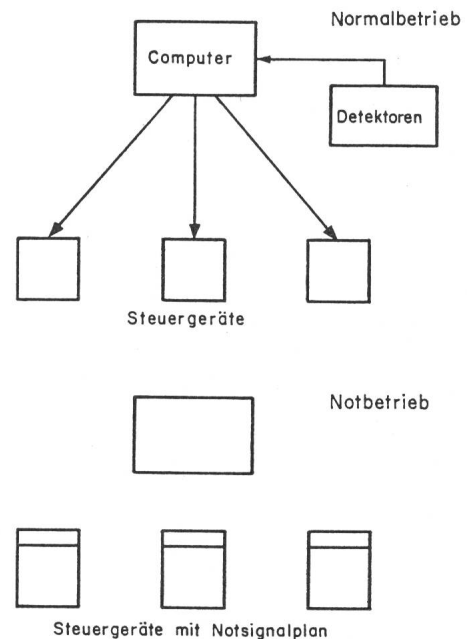 Normalbetrieb
Computer
Detektoren
Steuergeräte
Notbetrieb
Steuergeräte mit Notsignalplan